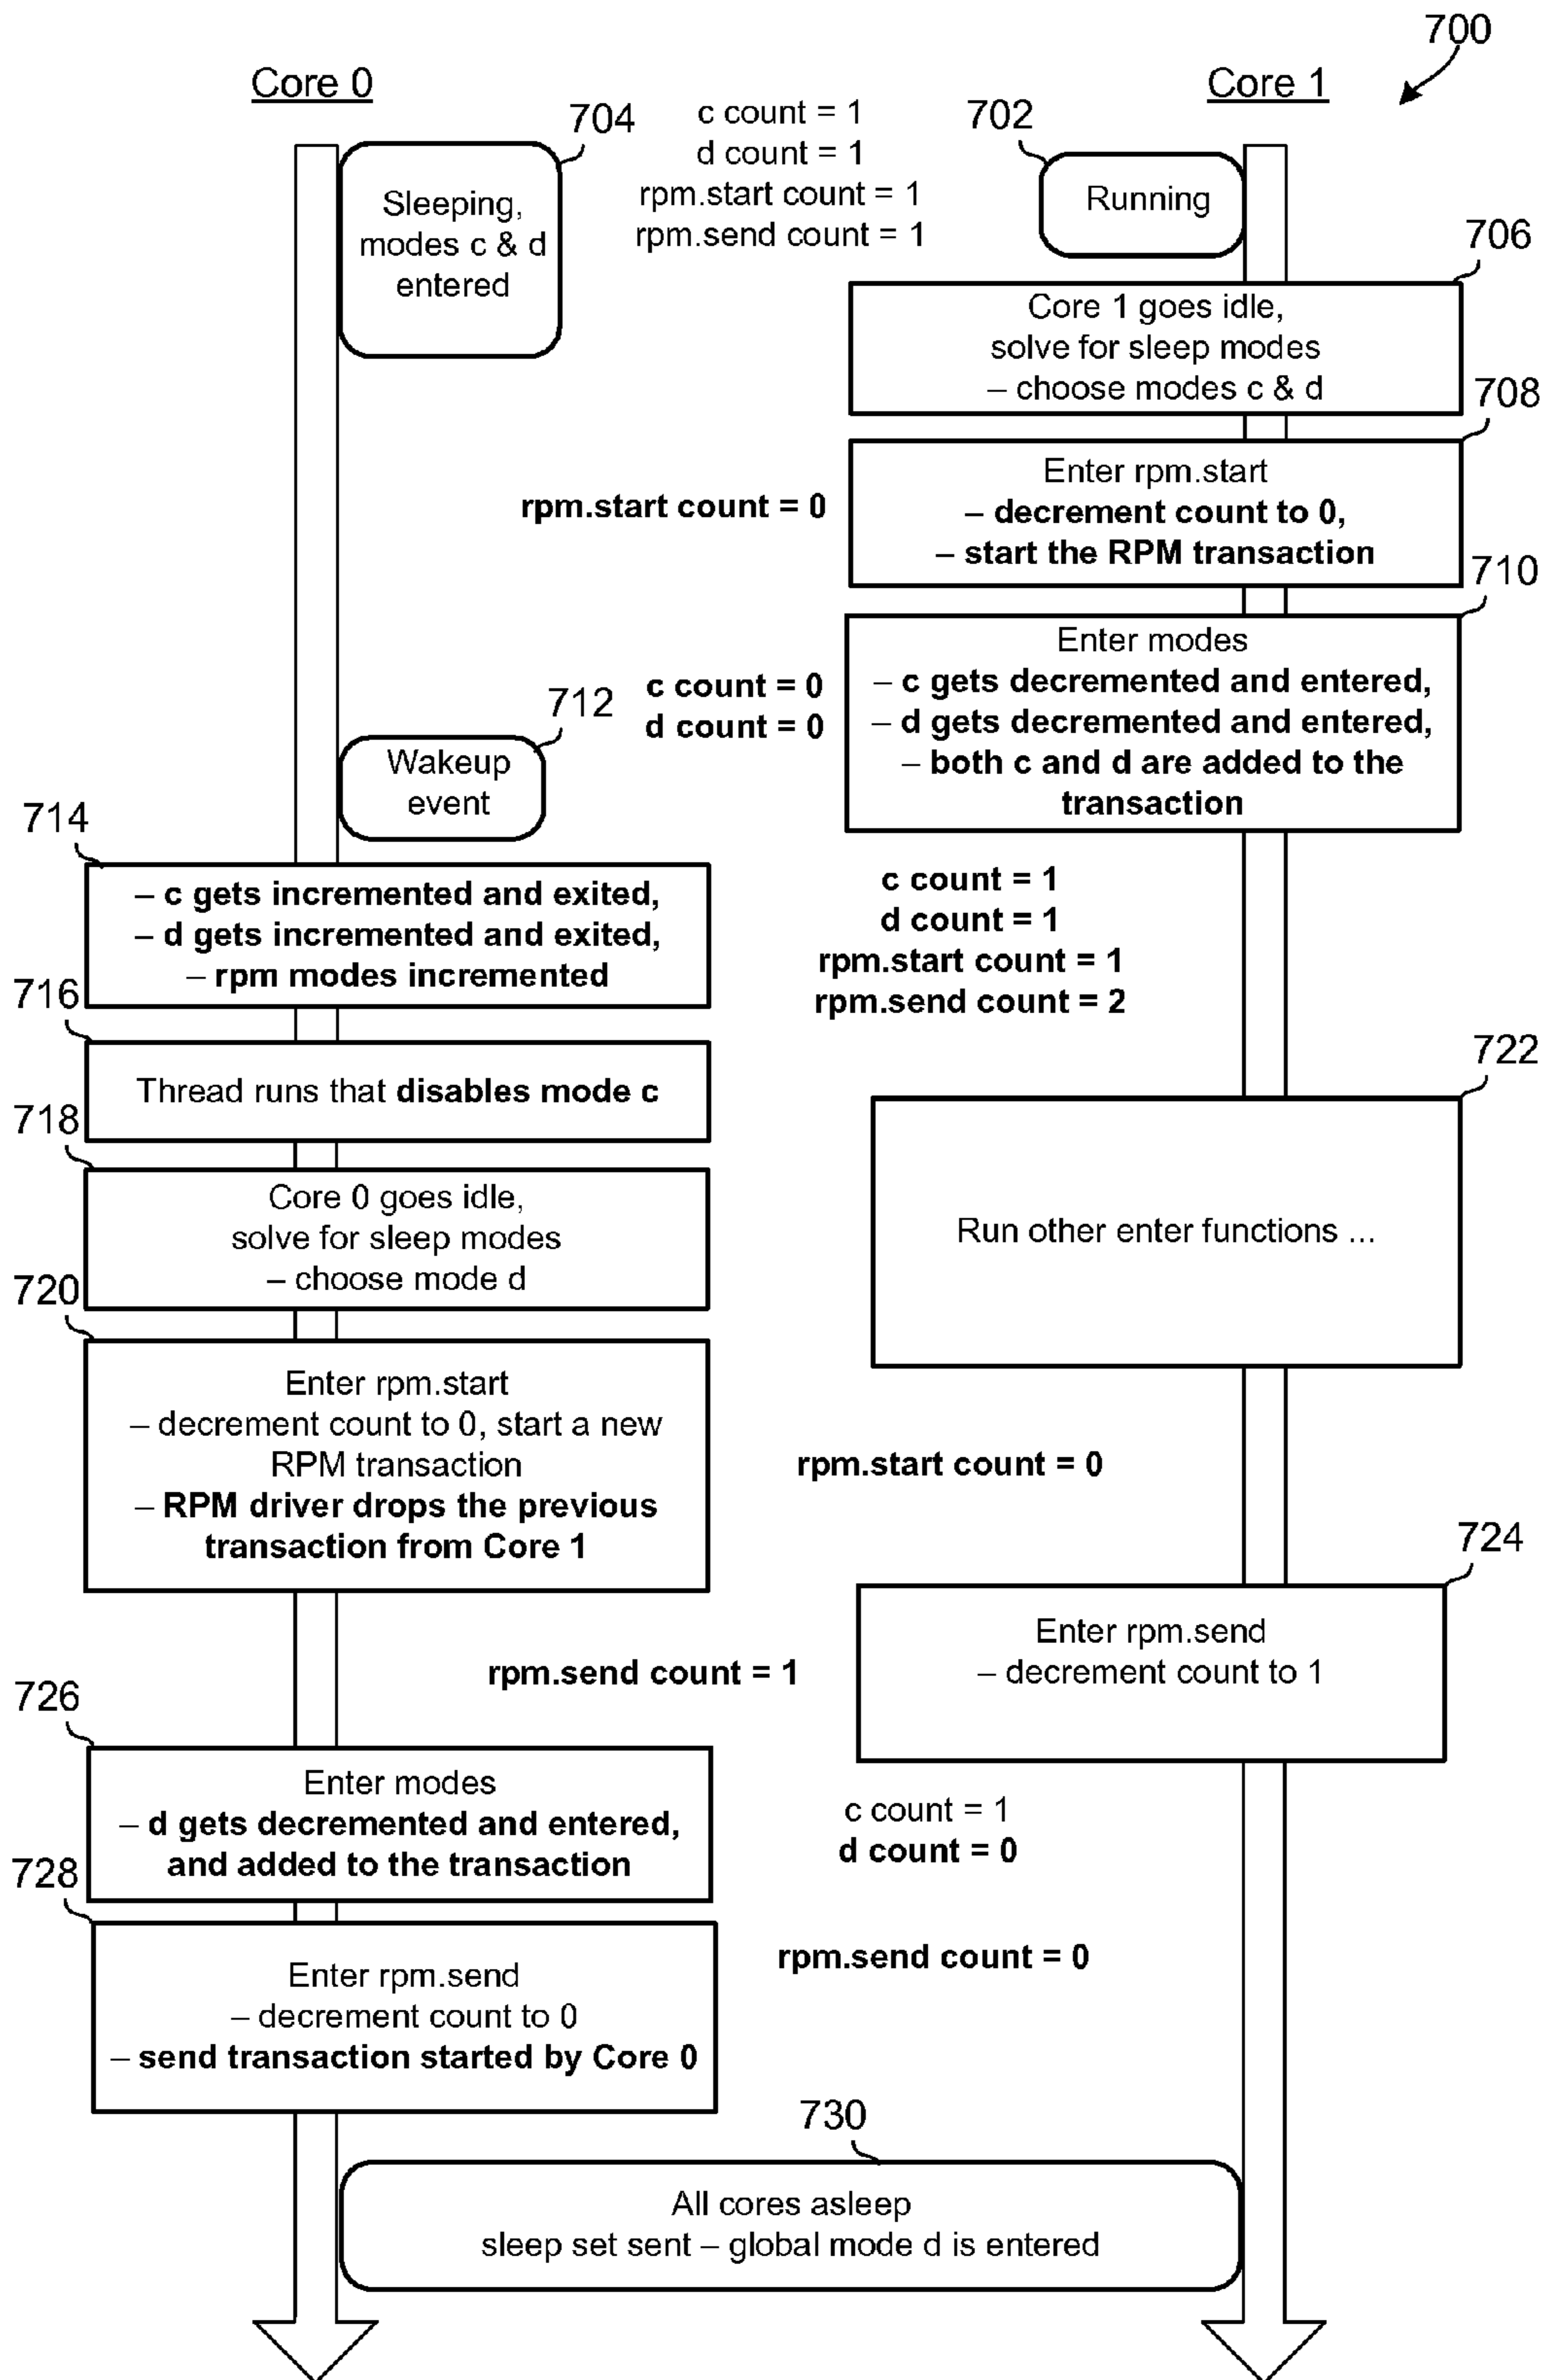 700
Core 0
Core 1
704
c count = 1
d count = 1
rpm.start count = 1
rpm.send count = 1
702
Sleeping,
modes c & d
entered
Running
706
Core 1 goes idle,
solve for sleep modes
– choose modes c & d
708
Enter rpm.start
– decrement count to 0,
– start the RPM transaction
rpm.start count = 0
710
Enter modes
– c gets decremented and entered,
– d gets decremented and entered,
– both c and d are added to the
transaction
c count = 0
d count = 0
712
Wakeup
event
714
– c gets incremented and exited,
– d gets incremented and exited,
– rpm modes incremented
c count = 1
d count = 1
rpm.start count = 1
rpm.send count = 2
716
Thread runs that disables mode c
722
Run other enter functions ...
718
Core 0 goes idle,
solve for sleep modes
– choose mode d
720
Enter rpm.start
– decrement count to 0, start a new
RPM transaction
– RPM driver drops the previous
transaction from Core 1
rpm.start count = 0
724
Enter rpm.send
– decrement count to 1
rpm.send count = 1
726
Enter modes
– d gets decremented and entered,
and added to the transaction
c count = 1
d count = 0
728
Enter rpm.send
– decrement count to 0
– send transaction started by Core 0
rpm.send count = 0
730
All cores asleep
sleep set sent – global mode d is entered